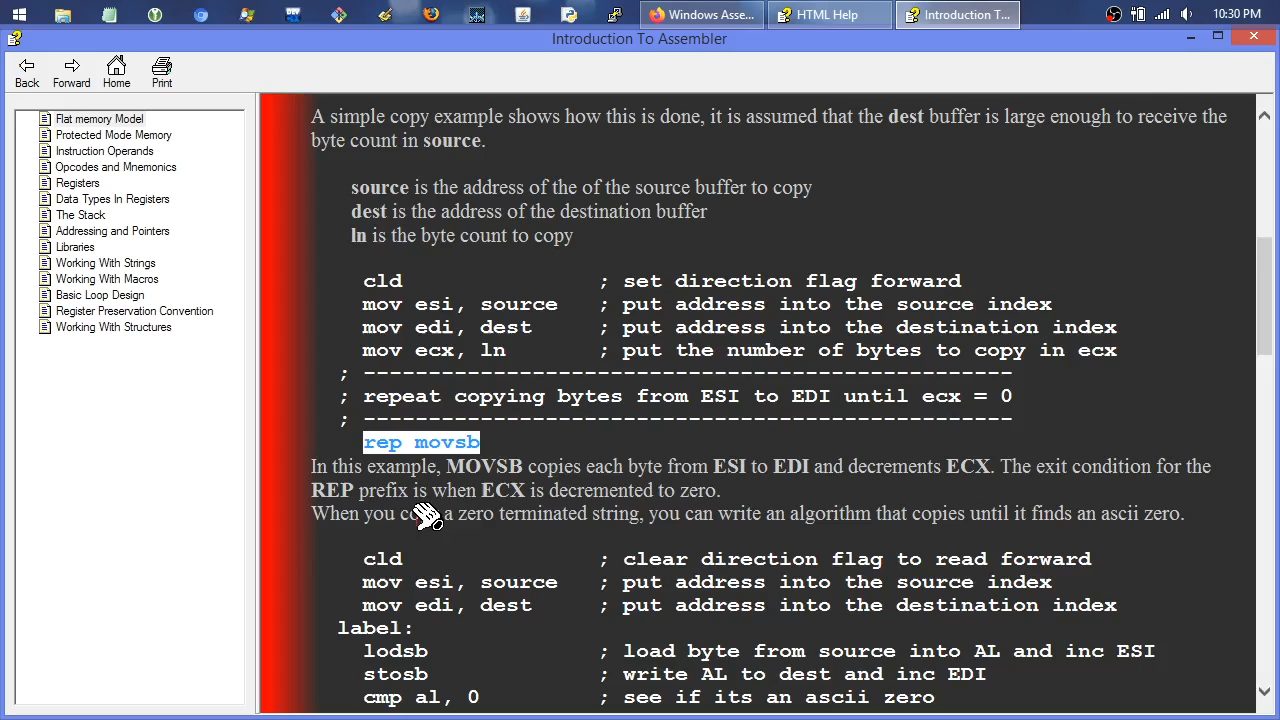 Windows Asse...
HTML Help
Introduction T...
10:30 PM
Introduction To Assembler
Back
Forward
Home
Print
Flat memory Model
Protected Mode Memory
Instruction Operands
Opcodes and Mnemonics
Registers
Data Types In Registers
The Stack
Addressing and Pointers
Libraries
Working With Strings
Working With Macros
Basic Loop Design
Register Preservation Convention
Working With Structures
A simple copy example shows how this is done, it is assumed that the dest buffer is large enough to receive the
byte count in source.
source is the address of the of the source buffer to copy
dest is the address of the destination buffer
ln is the byte count to copy
cld ; set direction flag forward
mov esi, source ; put address into the source index
mov edi, dest ; put address into the destination index
mov ecx, ln ; put the number of bytes to copy in ecx
; --------------------------------------------------
; repeat copying bytes from ESI to EDI until ecx = 0
; --------------------------------------------------
rep movsb
In this example, MOVSB copies each byte from ESI to EDI and decrements ECX. The exit condition for the
REP prefix is when ECX is decremented to zero.
When you a zero terminated string, you can write an algorithm that copies until it finds an ascii zero.
cld ; clear direction flag to read forward
mov esi, source ; put address into the source index
mov edi, dest ; put address into the destination index
label:
lodsb ; load byte from source into AL and inc ESI
stosb ; write AL to dest and inc EDI
cmp al, 0 ; see if its an ascii zero